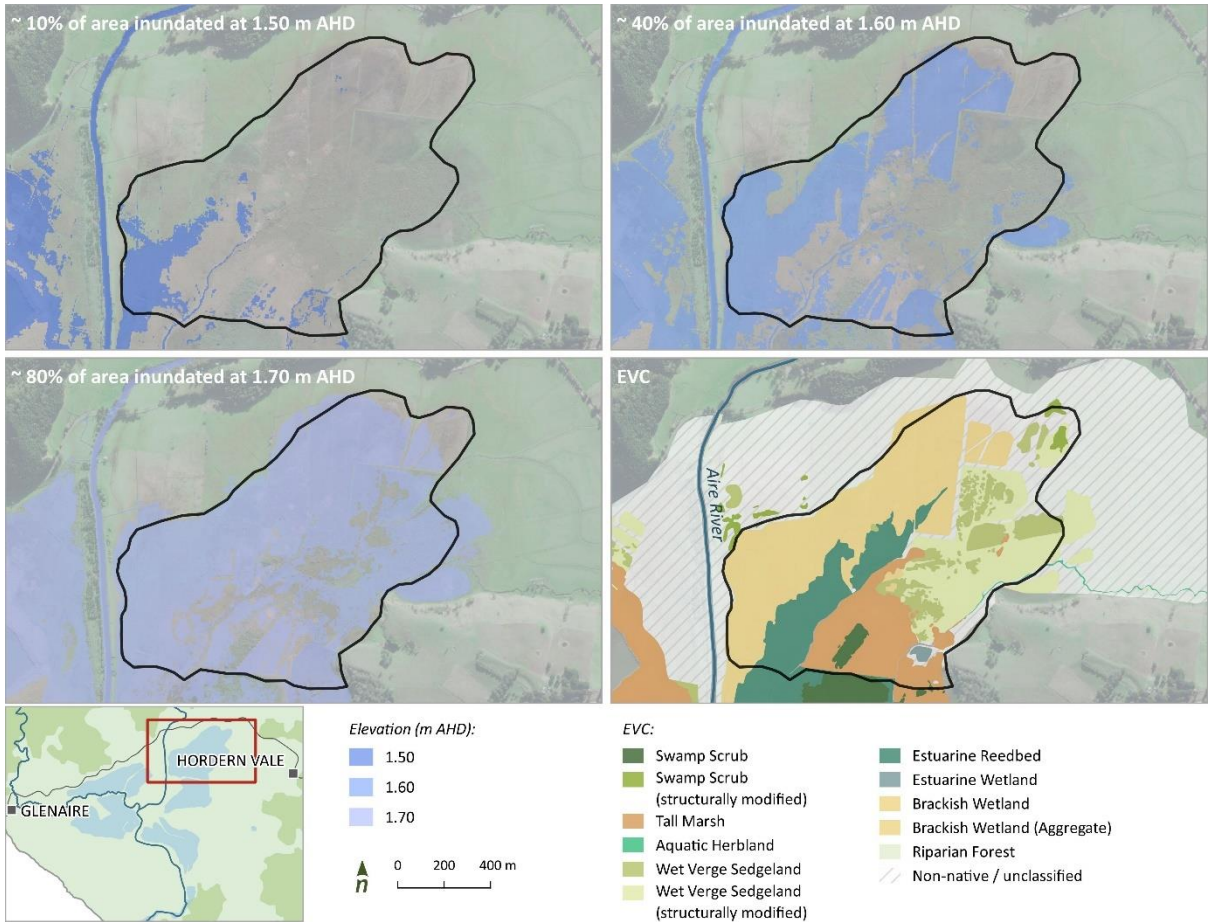 ~ 10% of area inundated at 1.50 m AHD
~ 40% of area inundated at 1.60 m AHD
~ 80% of area inundated at 1.70 m AHD
EVC
Aire River
HORDERN VALE
GLENAIRE
Elevation (m AHD):
1.50
1.60
1.70
n
0 200 400 m
EVC:
Swamp Scrub
Swamp Scrub
(structurally modified)
Tall Marsh
Aquatic Herbland
Wet Verge Sedgeland
Wet Verge Sedgeland
(structurally modified)
Estuarine Reedbed
Estuarine Wetland
Brackish Wetland
Brackish Wetland (Aggregate)
Riparian Forest
Non-native / unclassified